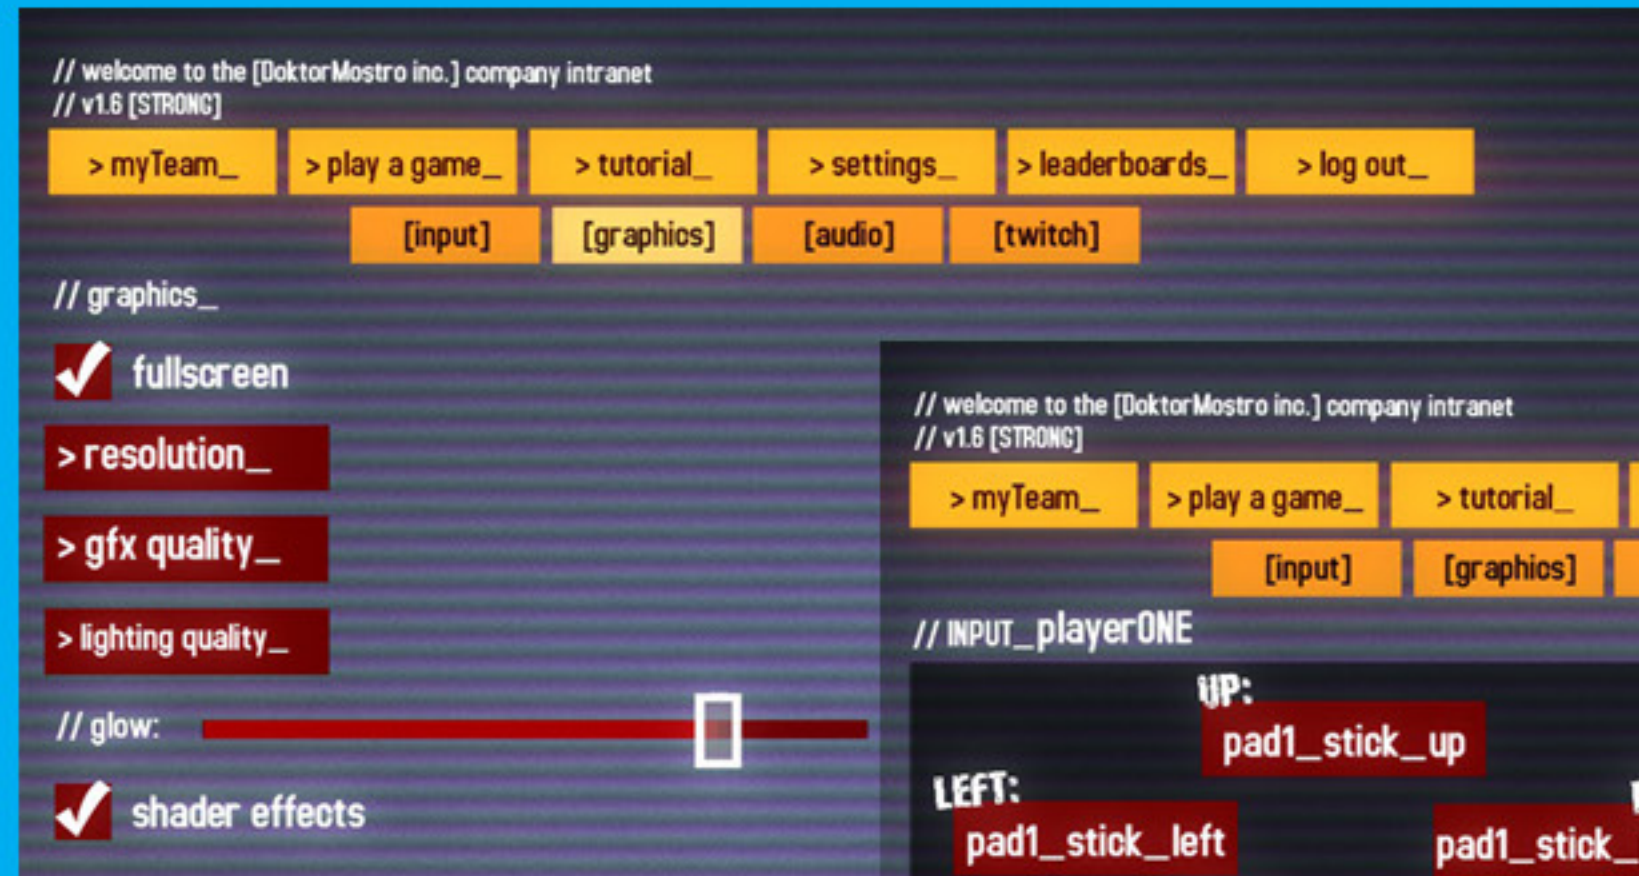 // welcome to the [DoktorMostro inc.] company intranet
// v1.6 [STRONG]
> myTeam_ > play a game_ > tutorial_ > settings_ > leaderboards_ > log out_
[input] [graphics] [audio] [twitch]
// graphics_
fullscreen
> resolution_
> gfx quality_
> lighting quality_
// glow:
shader effects
// welcome to the [DoktorMostro inc.] company intranet
// v1.6 [STRONG]
> myTeam_ > play a game_ > tutorial_
[input] [graphics]
// INPUT_playerONE
UP:
pad1_stick_up
LEFT:
pad1_stick_left pad1_stick_